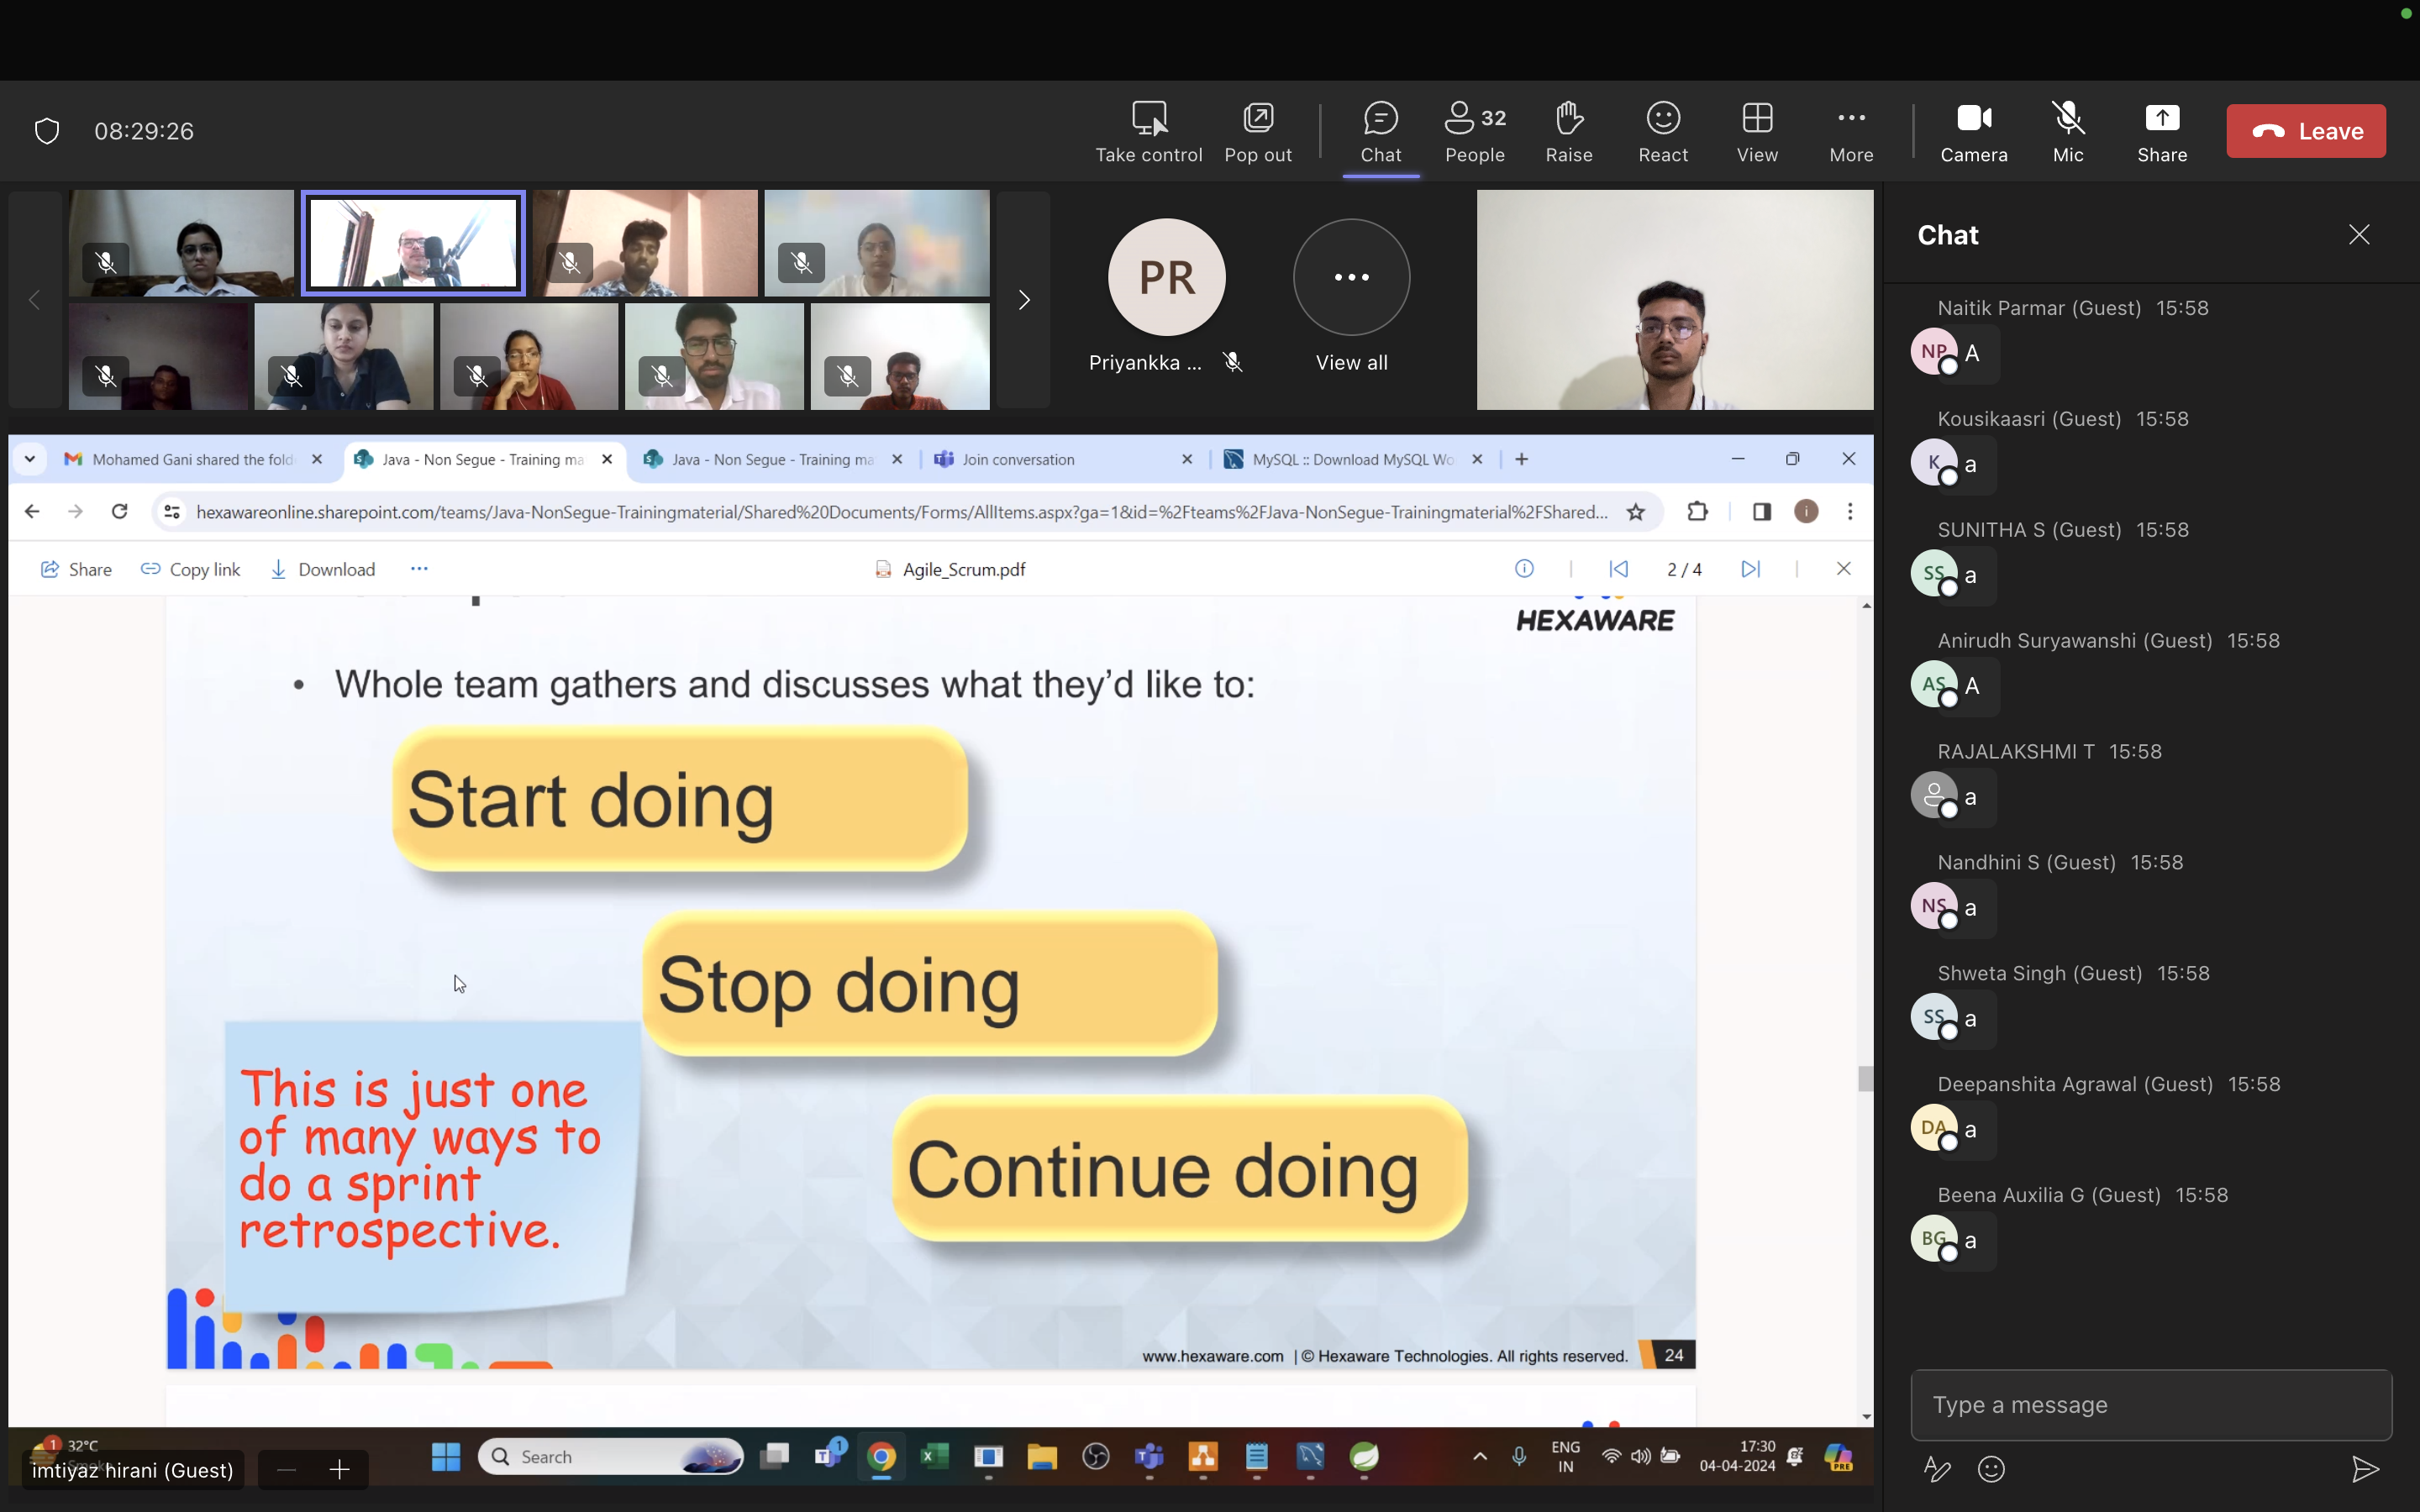 08:29:26
Take control
Pop out
Chat
People
32
Raise
React
View
More
Camera
Mic
Share
Leave
PR
Priyankka ...
View all
Mohamed Gani shared the fold
Java - Non Segue - Training ma
Java - Non Segue - Training ma
Join conversation
MySQL :: Download MySQL Wo
hexawareonline.sharepoint.com/teams/Java-NonSegue-Trainingmaterial/Shared%20Documents/Forms/AllItems.aspx?ga=1&id=%2Fteams%2FJava-NonSegue-Trainingmaterial%2FShared...
i
Share
Copy link
Download
Agile_Scrum.pdf
2 / 4
HEXAWARE
• Whole team gathers and discusses what they'd like to:
Start doing
Stop doing
Continue doing
This is just one
of many ways to
do a sprint
retrospective.
www.hexaware.com | © Hexaware Technologies. All rights reserved.
24
1
32°C
imtiyaz hirani (Guest)
Search
1
PRE
ENG
IN
17:30
04-04-2024
Chat
Naitik Parmar (Guest) 15:58
NP
A
Kousikaasri (Guest) 15:58
K
a
SUNITHA S (Guest) 15:58
SS
a
Anirudh Suryawanshi (Guest) 15:58
AS
A
RAJALAKSHMI T 15:58
a
Nandhini S (Guest) 15:58
NS
a
Shweta Singh (Guest) 15:58
SS
a
Deepanshita Agrawal (Guest) 15:58
DA
a
Beena Auxilia G (Guest) 15:58
BG
a
Type a message